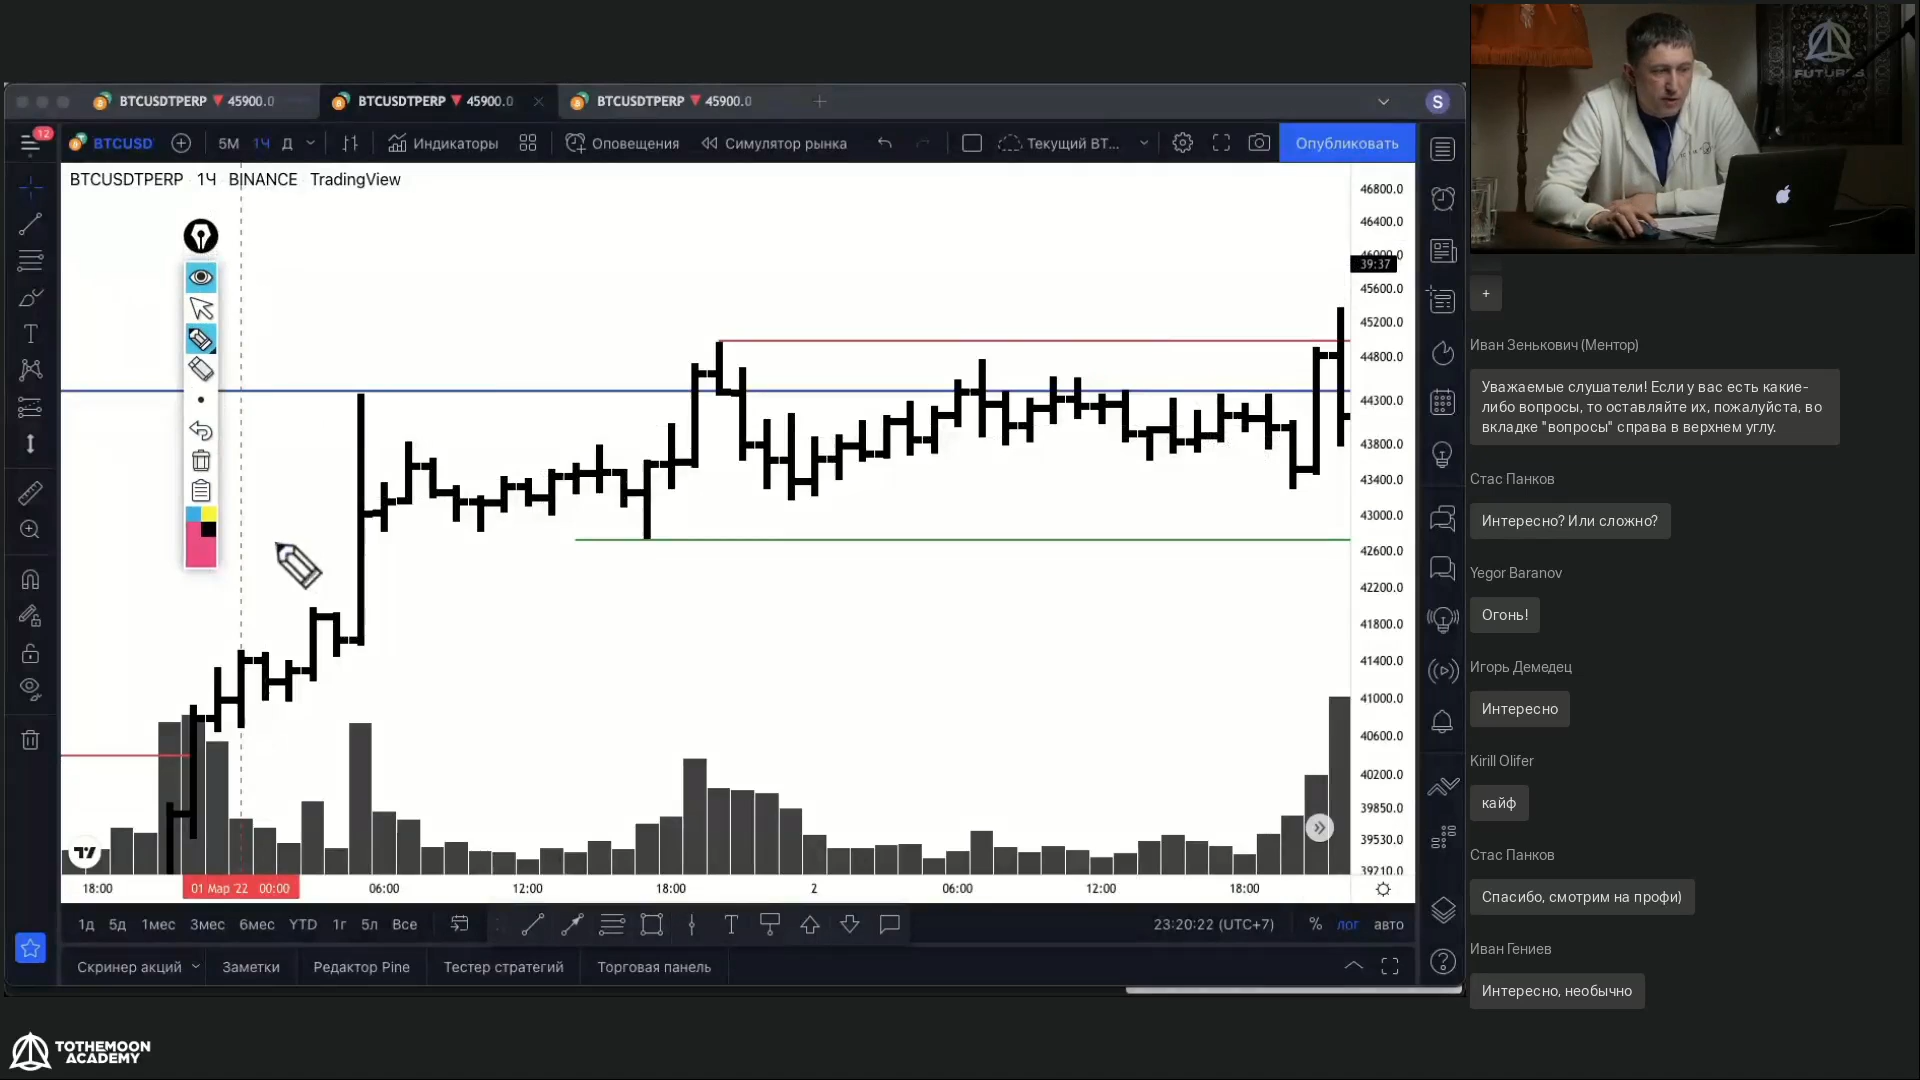 BTCUSDTPERP ▼ 45900.0
BTCUSDTPERP ▼ 45900.0
BTCUSDTPERP ▼ 45900.0
S
12
BTCUSD
5М 1Ч Д
Индикаторы
Оповещения
Симулятор рынка
Текущий BT...
Опубликовать
BTCUSDTPERP 1Ч BINANCE TradingView
46800.0
46400.0
46000.0
39:37
45600.0
45200.0
44800.0
44300.0
43800.0
43400.0
43000.0
42600.0
42200.0
41800.0
41400.0
41000.0
40600.0
40200.0
39850.0
39530.0
39210.0
18:00
01 Мар '22 00:00
06:00
12:00
18:00
2
06:00
12:00
18:00
1д 5д 1мес 3мес 6мес YTD 1г 5л Все
23:20:22 (UTC+7)
% лог авто
Скринер акций
Заметки
Редактор Pine
Тестер стратегий
Торговая панель
TOTHEMOON
ACADEMY
FUTURES
+
Иван Зенькович (Ментор)
Уважаемые слушатели! Если у вас есть какие-
либо вопросы, то оставляйте их, пожалуйста, во
вкладке "вопросы" справа в верхнем углу.
Стас Панков
Интересно? Или сложно?
Yegor Baranov
Огонь!
Игорь Демедец
Интересно
Kirill Olifer
кайф
Стас Панков
Спасибо, смотрим на профи)
Иван Гениев
Интересно, необычно